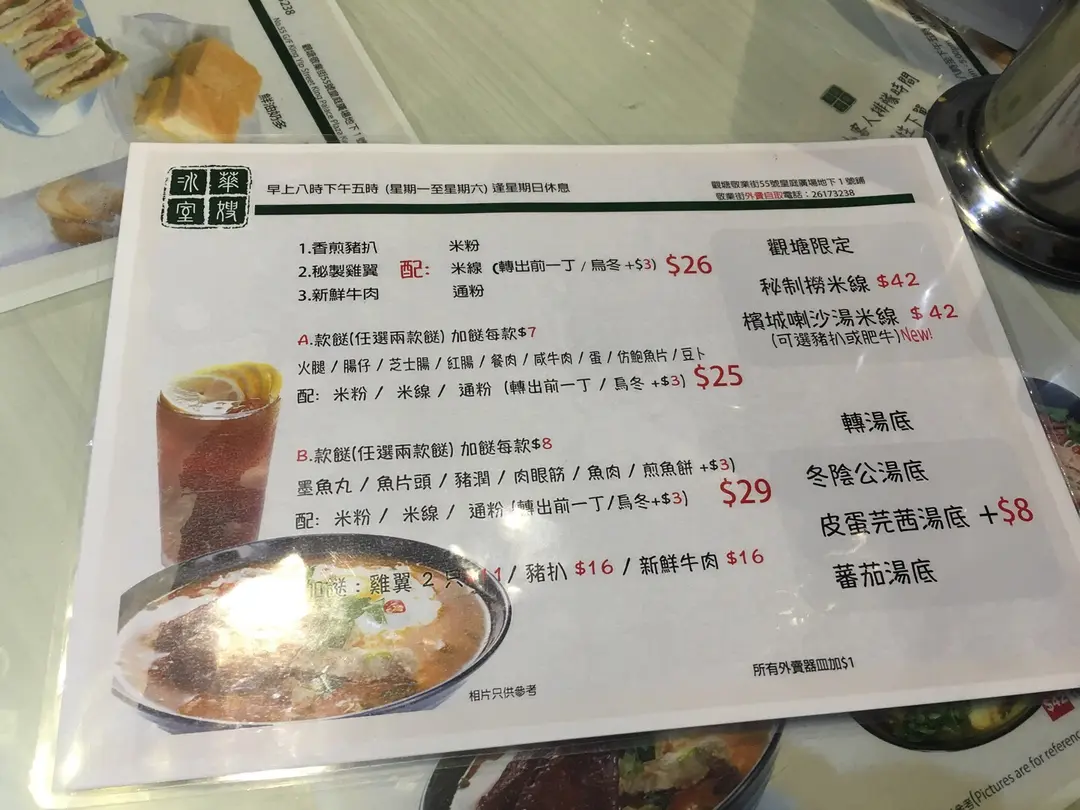 鮮油奶多
華嫂
冰室
早上八時下午五時 (星期一至星期六) 逢星期日休息
觀塘敬業街55號皇庭廣場地下1號鋪
敬業街外賣自取電話：26173238
1.香煎豬扒 米粉
2.秘製雞翼 配: 米線 (轉出前一丁 / 烏冬 +$3) $26
3.新鮮牛肉 通粉
A.款餸(任選兩款餸) 加餸每款$7
火腿 / 腸仔 / 芝士腸 / 紅腸 / 餐肉 / 咸牛肉 / 蛋 / 仿鮑魚片 / 豆卜
配: 米粉 / 米線 / 通粉 (轉出前一丁 / 烏冬 +$3) $25
B.款餸(任選兩款餸) 加餸每款$8
墨魚丸 / 魚片頭 / 豬潤 / 肉眼筋 / 魚肉 / 煎魚餅 +$3)
配: 米粉 / 米線 / 通粉 (轉出前一丁/烏冬+$3) $29
加餸：雞翼 2 只 / 豬扒 $16 / 新鮮牛肉 $16
觀塘限定
秘制撈米線 $42
檳城喇沙湯米線 $42
(可選豬扒或肥牛)New!
轉湯底
冬陰公湯底
皮蛋芫茜湯底 +$8
蕃茄湯底
相片只供參考
所有外賣器皿加$1
(Pictures are for reference